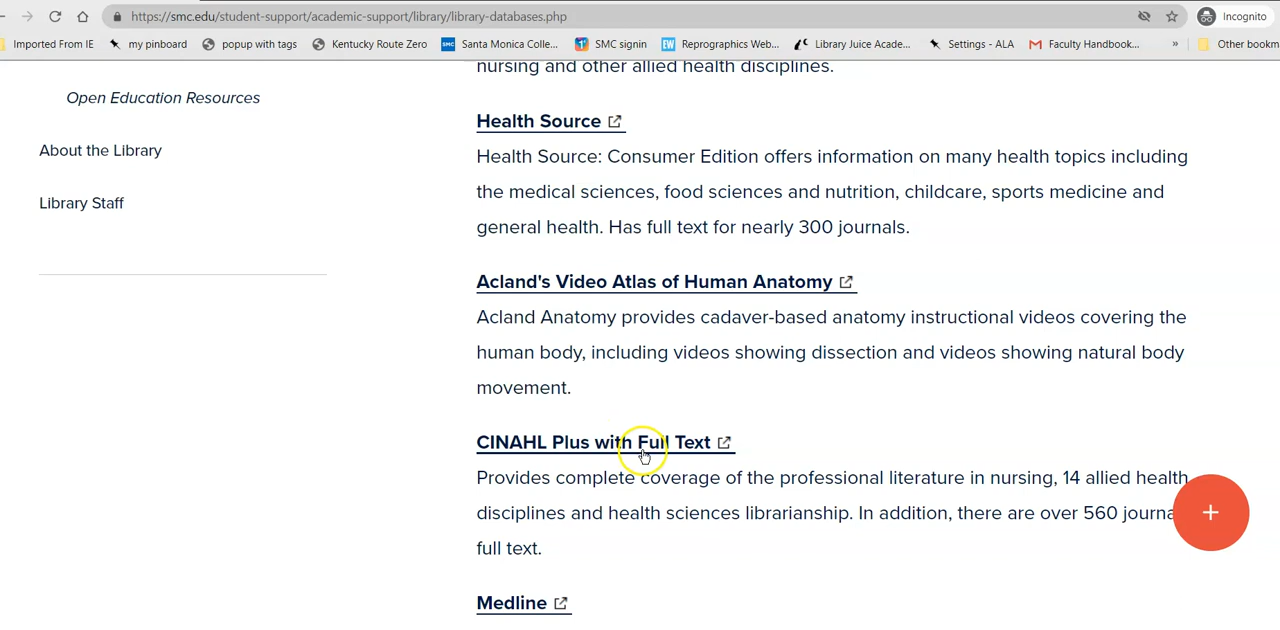 https://smc.edu/student-support/academic-support/library/library-databases.php
Incognito
Imported From IE
my pinboard
popup with tags
Kentucky Route Zero
SMC Santa Monica Colle...
SMC signin
EW Reprographics Web...
Library Juice Acade...
Settings - ALA
Faculty Handbook...
»
Other bookm
nursing and other allied health disciplines.
Open Education Resources
About the Library
Library Staff
Health Source
Health Source: Consumer Edition offers information on many health topics including
the medical sciences, food sciences and nutrition, childcare, sports medicine and
general health. Has full text for nearly 300 journals.
Acland's Video Atlas of Human Anatomy
Acland Anatomy provides cadaver-based anatomy instructional videos covering the
human body, including videos showing dissection and videos showing natural body
movement.
CINAHL Plus with Full Text
Provides complete coverage of the professional literature in nursing, 14 allied health
disciplines and health sciences librarianship. In addition, there are over 560 journa
full text.
+
Medline